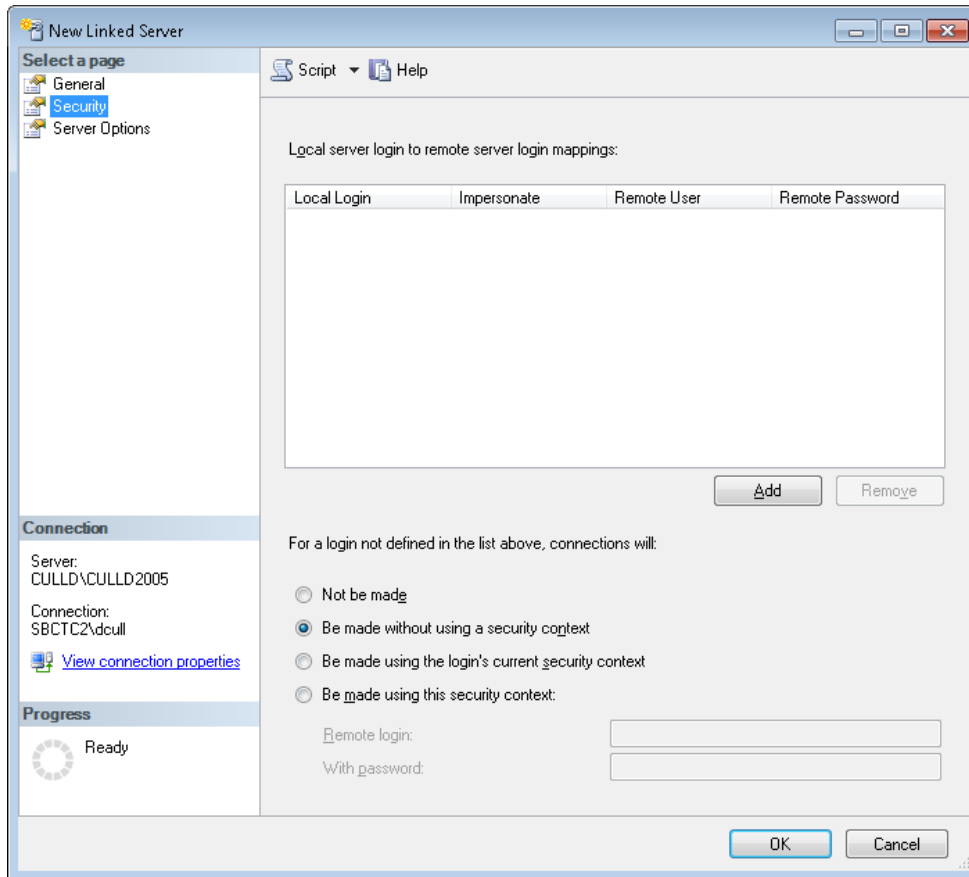 New Linked Server
Select a page
General
Security
Server Options
Script
Help
Local server login to remote server login mappings:
Local Login Impersonate Remote User Remote Password
Add Remove
For a login not defined in the list above, connections will:
Not be made
Be made without using a security context
Be made using the login's current security context
Be made using this security context:
Remote login:
With password:
Connection
Server:
CULLD\CULLD2005
Connection:
SBCTC2\dcull
View connection properties
Progress
Ready
OK Cancel